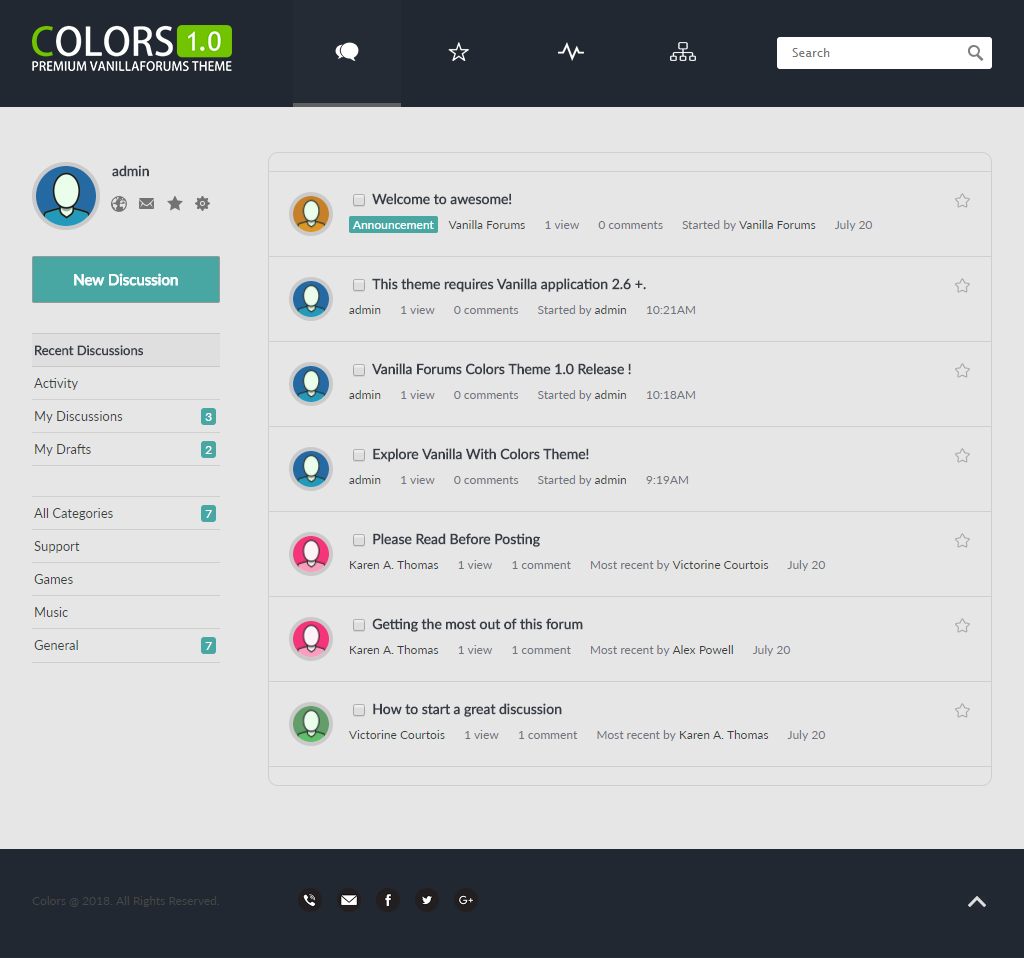 COLORS 1.0
PREMIUM VANILLAFORUMS THEME
Search
admin
New Discussion
Recent Discussions
Activity
My Discussions 3
My Drafts 2
All Categories 7
Support
Games
Music
General 7
Welcome to awesome!
Announcement Vanilla Forums 1 view 0 comments Started by Vanilla Forums July 20
This theme requires Vanilla application 2.6 +.
admin 1 view 0 comments Started by admin 10:21AM
Vanilla Forums Colors Theme 1.0 Release !
admin 1 view 0 comments Started by admin 10:18AM
Explore Vanilla With Colors Theme!
admin 1 view 0 comments Started by admin 9:19AM
Please Read Before Posting
Karen A. Thomas 1 view 1 comment Most recent by Victorine Courtois July 20
Getting the most out of this forum
Karen A. Thomas 1 view 1 comment Most recent by Alex Powell July 20
How to start a great discussion
Victorine Courtois 1 view 1 comment Most recent by Karen A. Thomas July 20
Colors @ 2018. All Rights Reserved.
G+